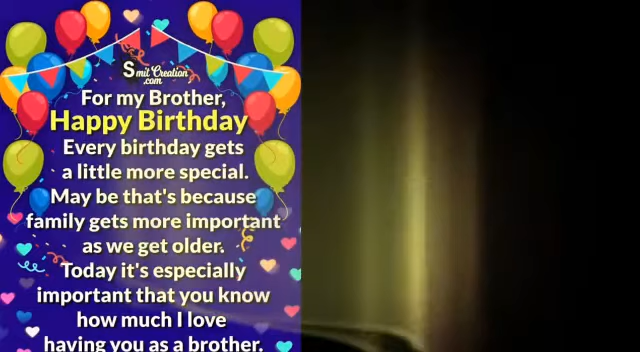 Smit Creation
.com
For my Brother,
Happy Birthday
Every birthday gets
a little more special.
May be that's because
family gets more important
as we get older.
Today it's especially
important that you know
how much I love
having you as a brother.